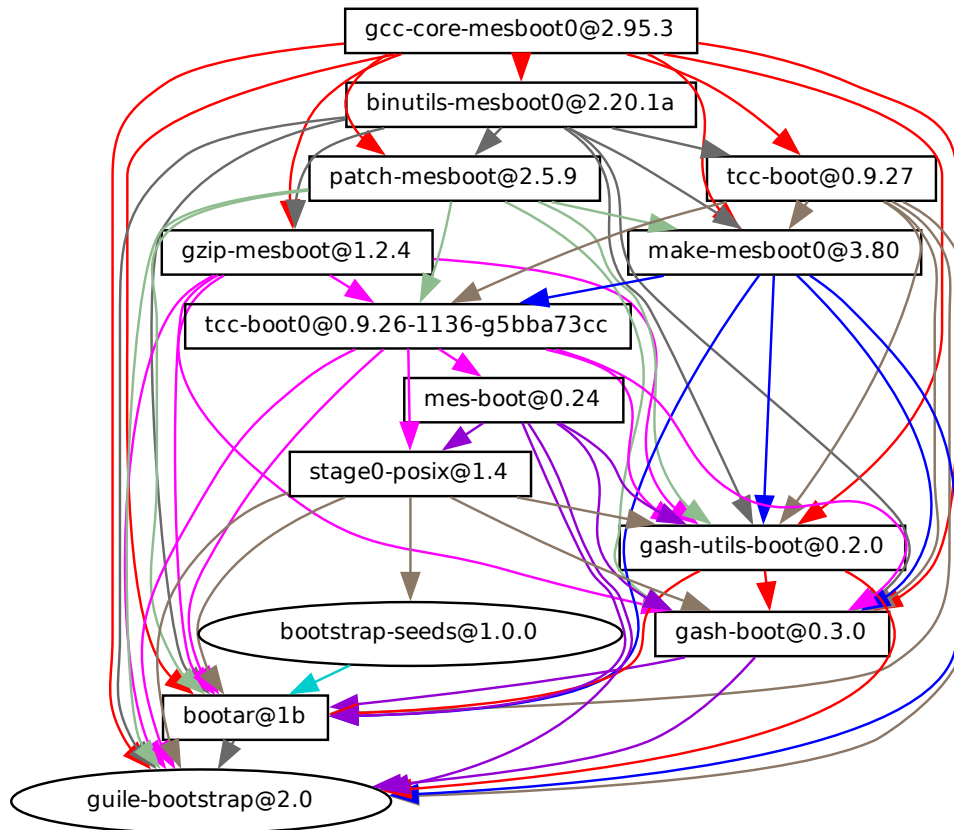 gcc-core-mesboot0@2.95.3
binutils-mesboot0@2.20.1a
patch-mesboot@2.5.9
tcc-boot@0.9.27
gzip-mesboot@1.2.4
make-mesboot0@3.80
tcc-boot0@0.9.26-1136-g5bba73cc
mes-boot@0.24
stage0-posix@1.4
gash-utils-boot@0.2.0
bootstrap-seeds@1.0.0
gash-boot@0.3.0
bootar@1b
guile-bootstrap@2.0